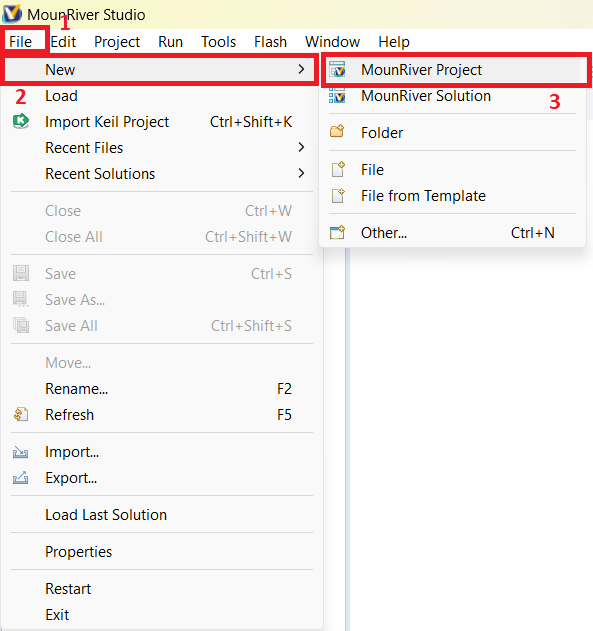 MounRiver Studio
1
File Edit Project Run Tools Flash Window Help
New
2
Load
Import Keil Project Ctrl+Shift+K
Recent Files
Recent Solutions
Close Ctrl+W
Close All Ctrl+Shift+W
Save Ctrl+S
Save As...
Save All Ctrl+Shift+S
Move...
Rename... F2
Refresh F5
Import...
Export...
Load Last Solution
Properties
Restart
Exit
MounRiver Project
MounRiver Solution
3
Folder
File
File from Template
Other... Ctrl+N